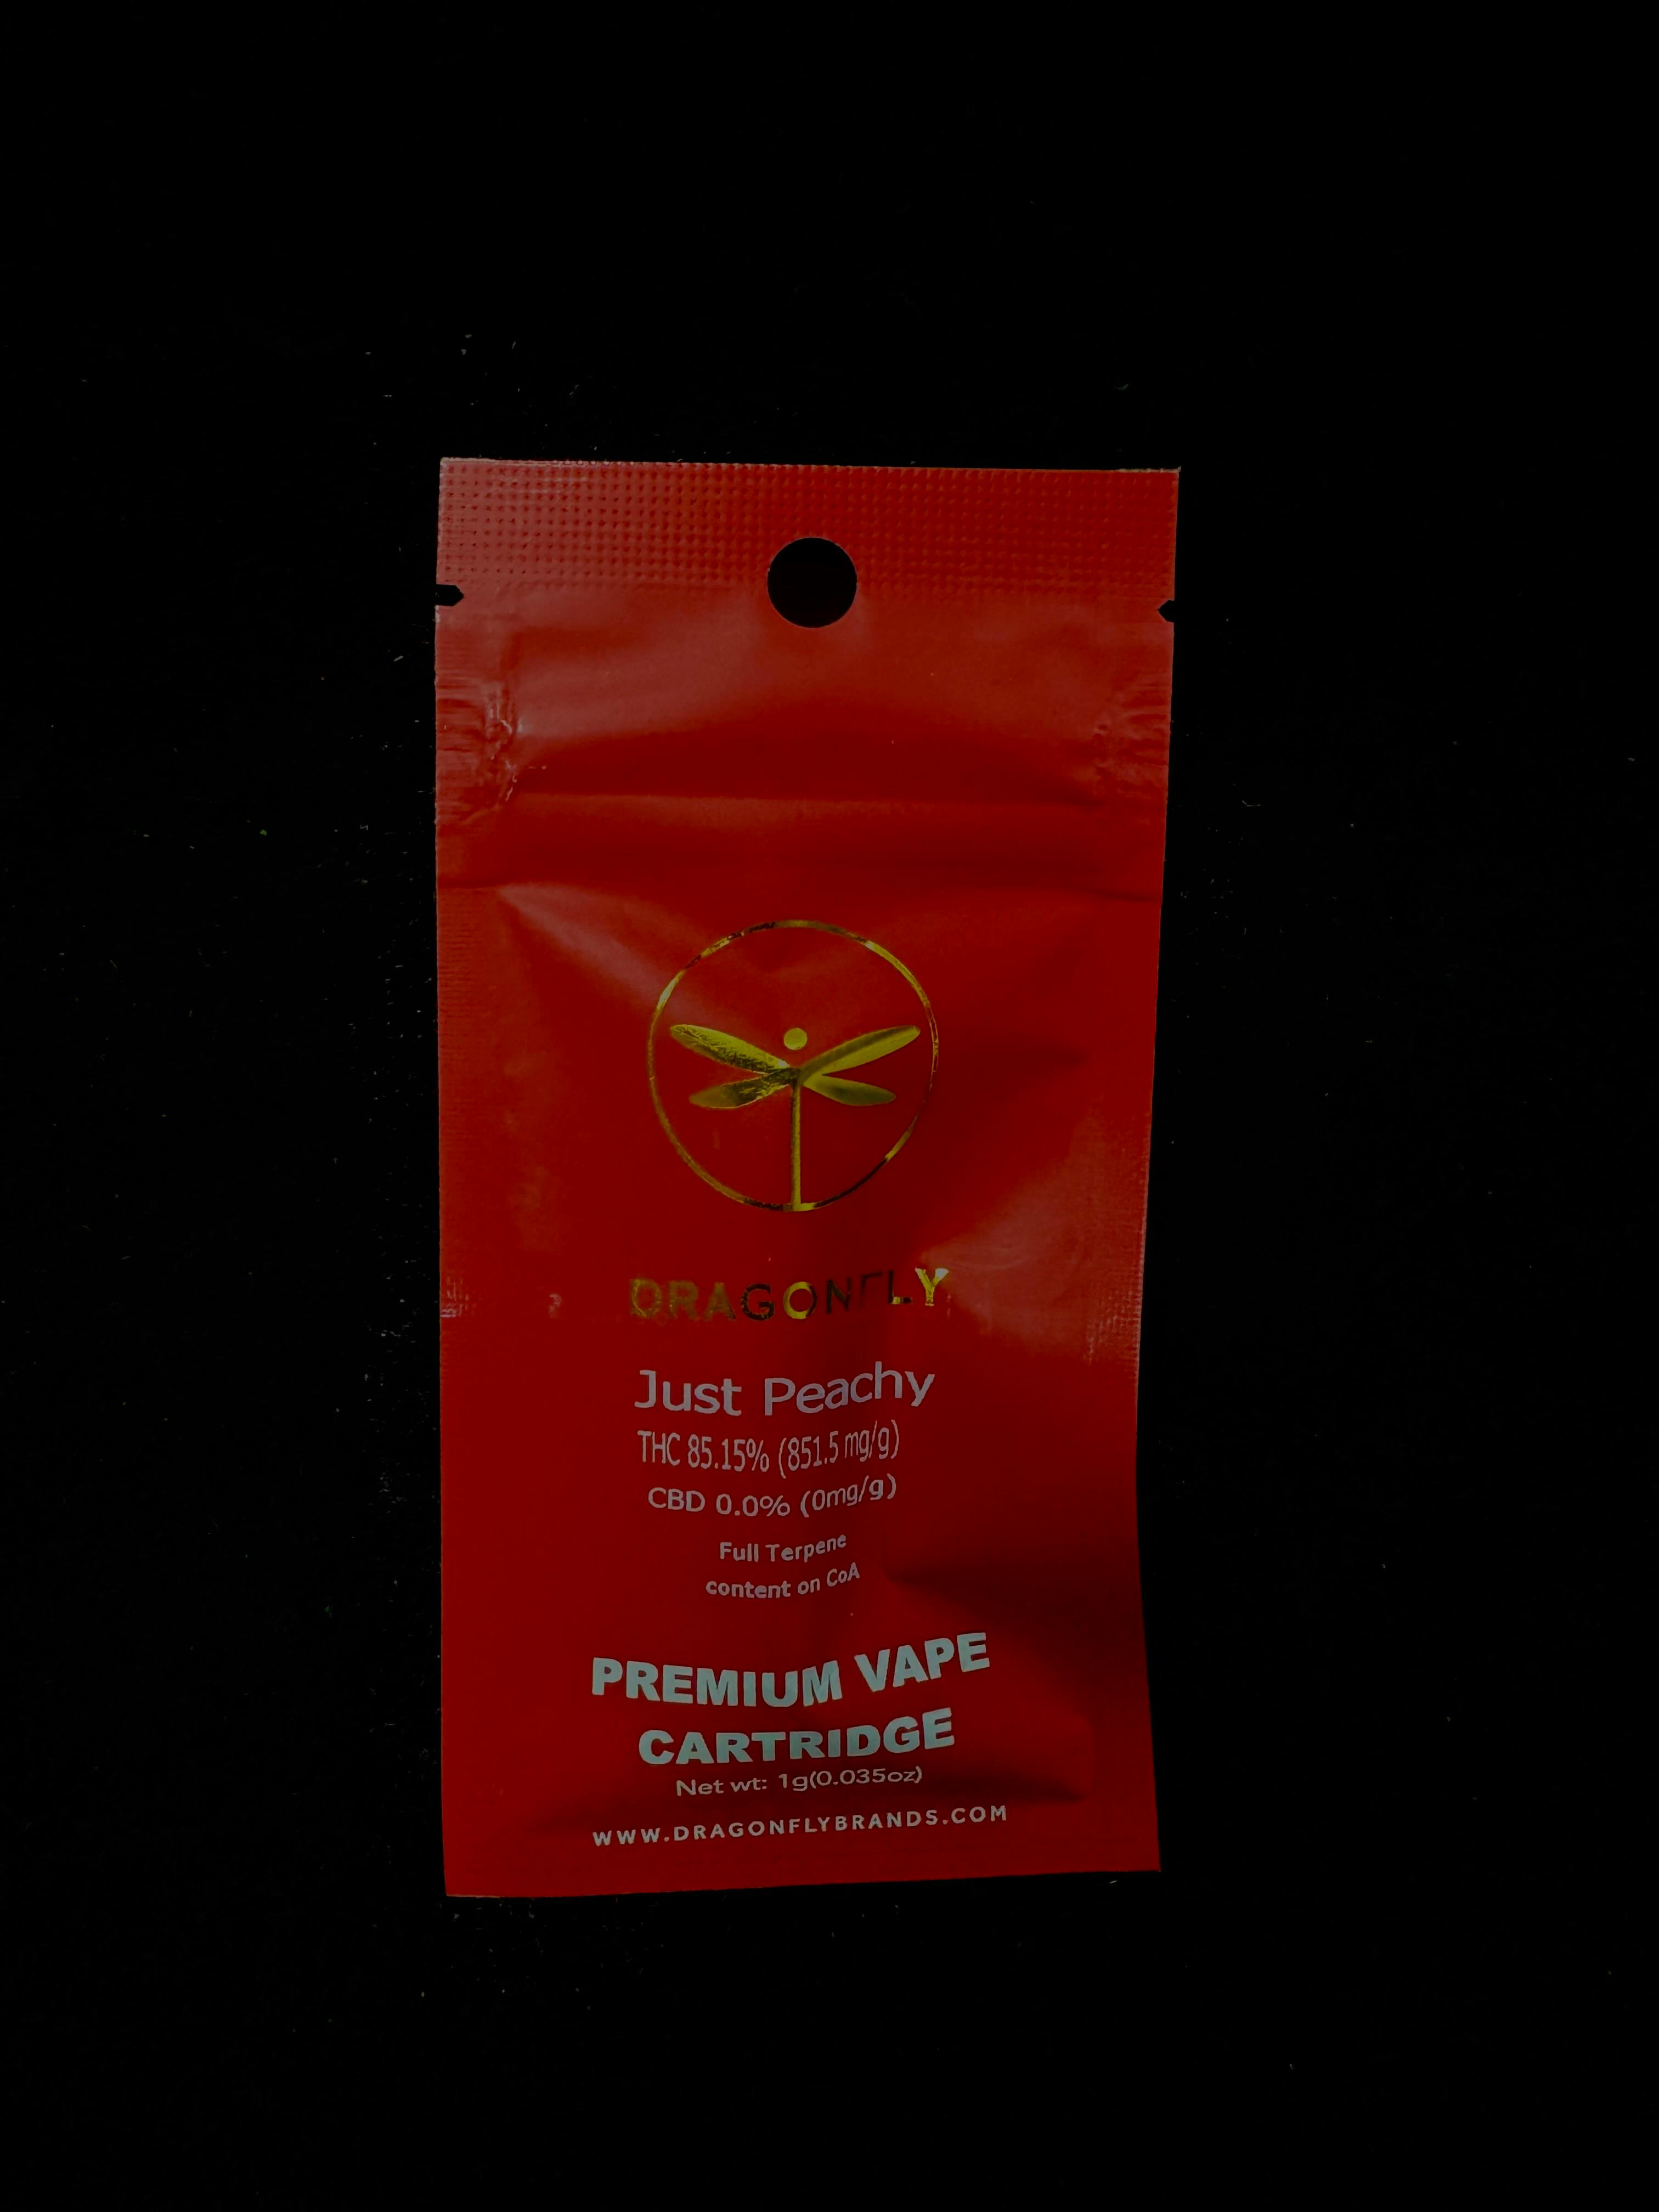 DRAGONFLY
Just Peachy
THC 85.15% (851.5 mg/g)
CBD 0.0% (0mg/g)
Full Terpene
content on CoA
PREMIUM VAPE
CARTRIDGE
Net wt: 1g(0.035oz)
WWW.DRAGONFLYBRANDS.COM